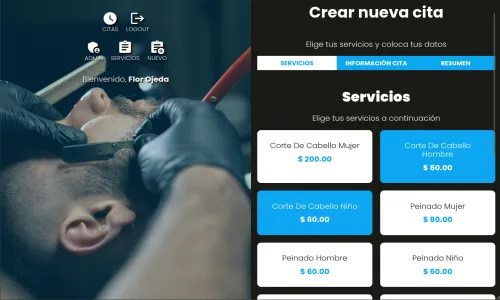 CITAS
LOGOUT
ADMIN
SERVICIOS
NUEVO
Bienvenido, Flor Ojeda
Crear nueva cita
Elige tus servicios y coloca tus datos
SERVICIOS
INFORMACIÓN CITA
RESUMEN
Servicios
Elige tus servicios a continuación
Corte De Cabello Mujer
$ 200.00
Corte De Cabello
Hombre
$ 80.00
Corte De Cabello Niño
$ 60.00
Peinado Mujer
$ 80.00
Peinado Hombre
$ 60.00
Peinado Niño
$ 60.00